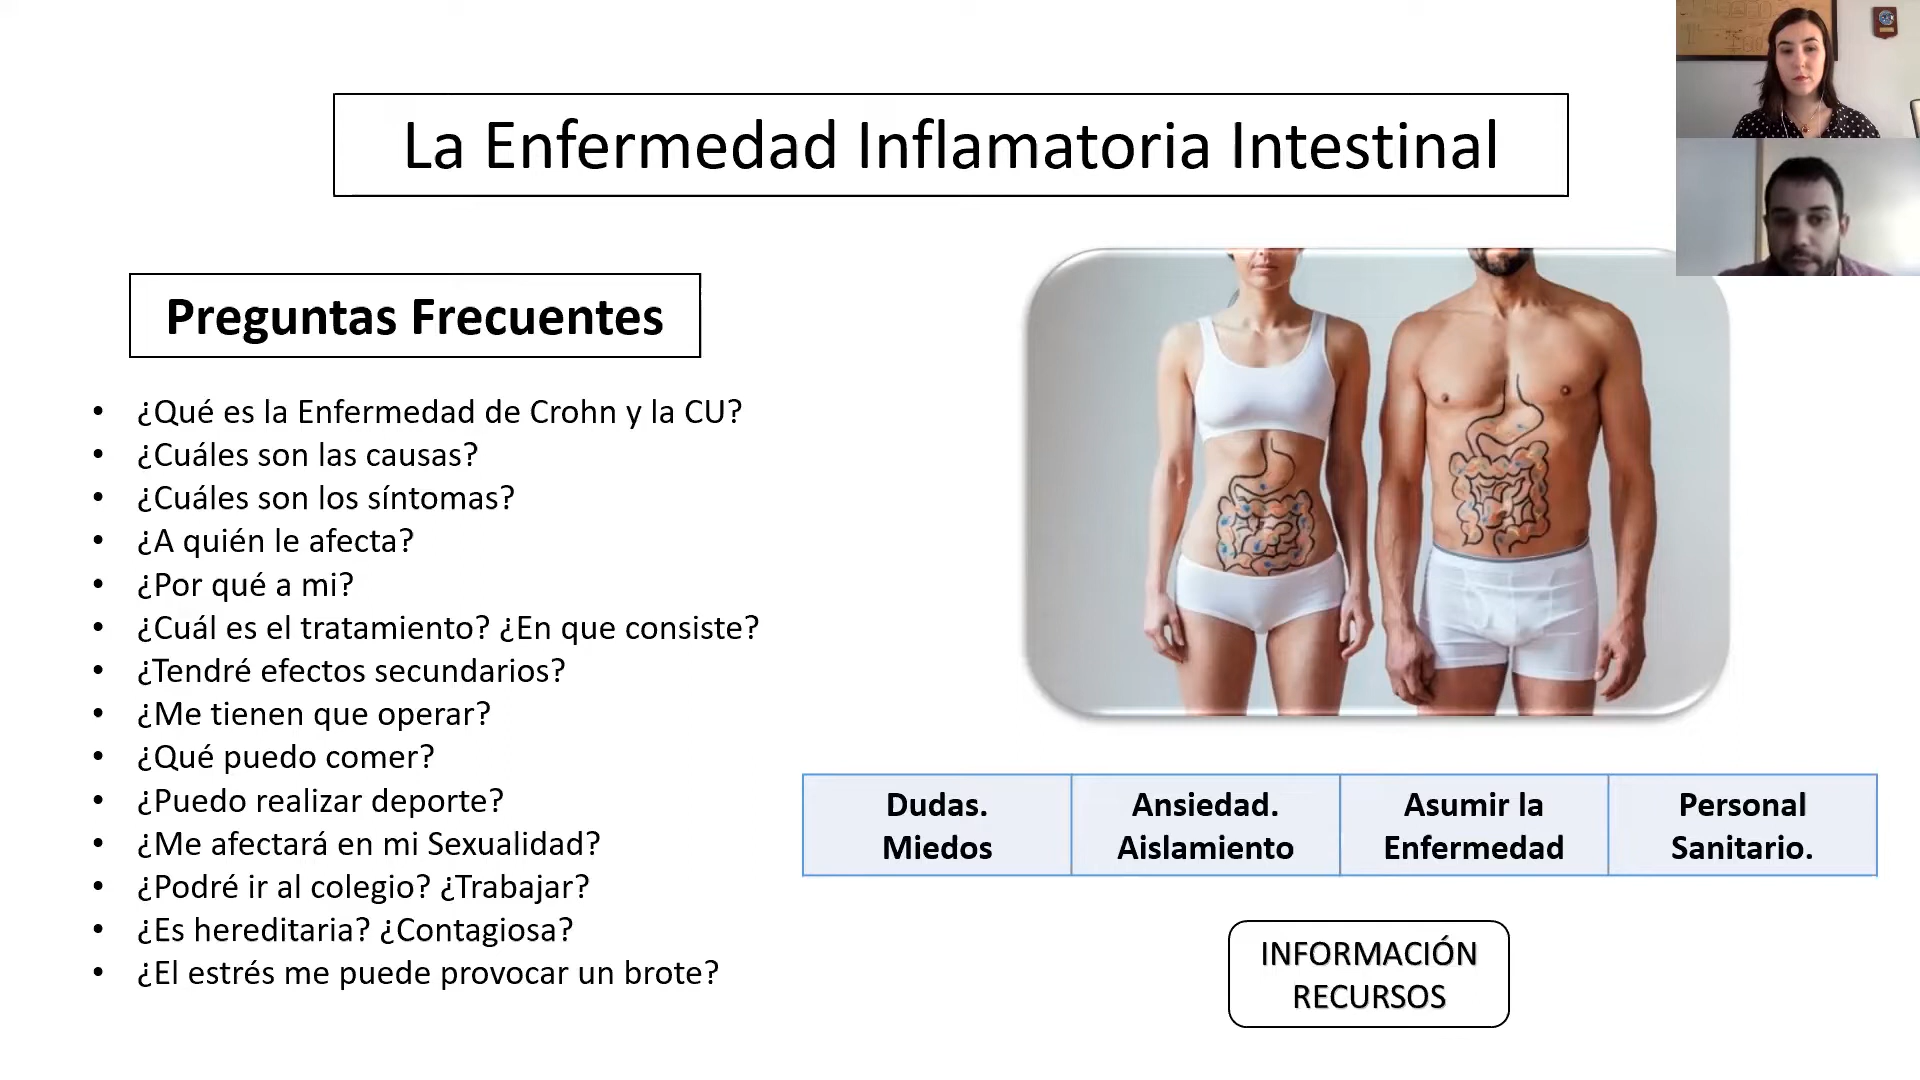 La Enfermedad Inflamatoria Intestinal
Preguntas Frecuentes
• ¿Qué es la Enfermedad de Crohn y la CU?
• ¿Cuáles son las causas?
• ¿Cuáles son los síntomas?
• ¿A quién le afecta?
• ¿Por qué a mi?
• ¿Cuál es el tratamiento? ¿En que consiste?
• ¿Tendré efectos secundarios?
• ¿Me tienen que operar?
• ¿Qué puedo comer?
• ¿Puedo realizar deporte?
• ¿Me afectará en mi Sexualidad?
• ¿Podré ir al colegio? ¿Trabajar?
• ¿Es hereditaria? ¿Contagiosa?
• ¿El estrés me puede provocar un brote?
Dudas.
Miedos
Ansiedad.
Aislamiento
Asumir la
Enfermedad
Personal
Sanitario.
INFORMACIÓN
RECURSOS